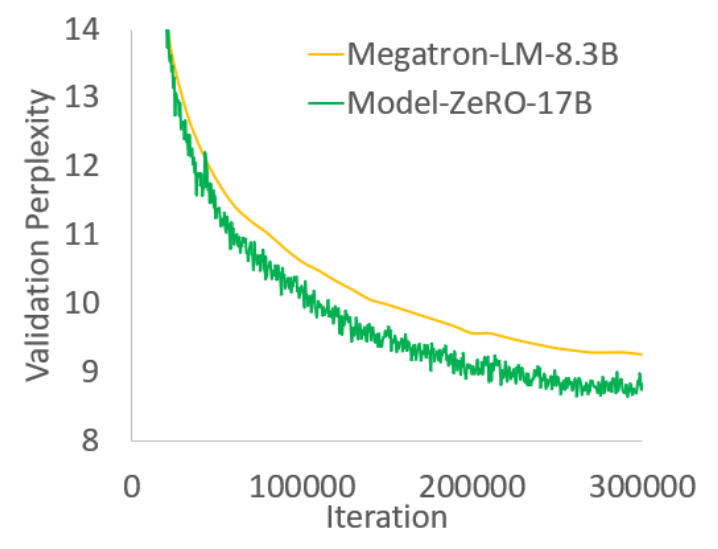 14
13
12
11
10
9
8
Validation Perplexity
Megatron-LM-8.3B
Model-ZeRO-17B
0
100000
200000
300000
Iteration